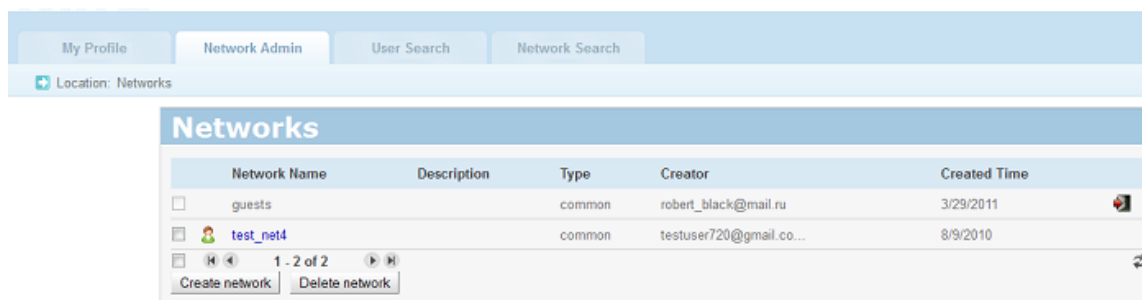 My Profile Network Admin User Search Network Search
Location: Networks
Networks
Network Name Description Type Creator Created Time
guests common robert_black@mail.ru 3/29/2011
test_net4 common testuser720@gmail.co... 8/9/2010
1 - 2 of 2
Create network Delete network